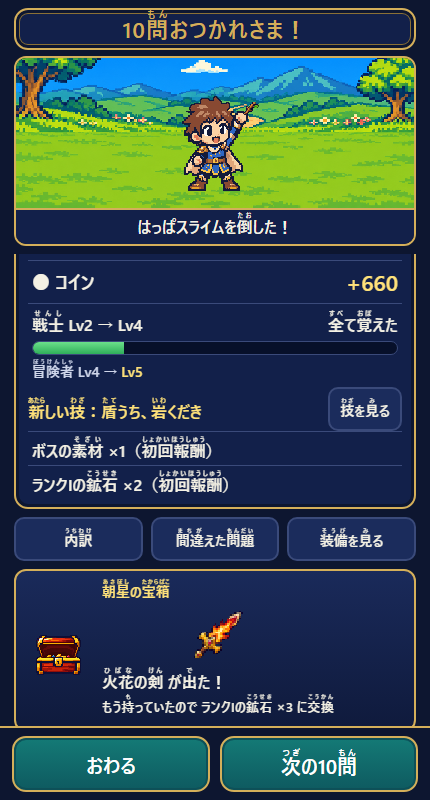 10問おつかれさま！
はっぱスライムを倒した！
コイン +660
戦士 Lv2 → Lv4 全て覚えた
冒険者 Lv4 → Lv5
新しい技：盾うち、岩くだき 技を見る
ボスの素材 ×1（初回報酬）
ランクIの鉱石 ×2（初回報酬）
内訳 間違えた問題 装備を見る
朝星の宝箱
火花の剣 が出た！
もう持っていたので ランクIの鉱石 ×3 に交換
おわる 次の10問